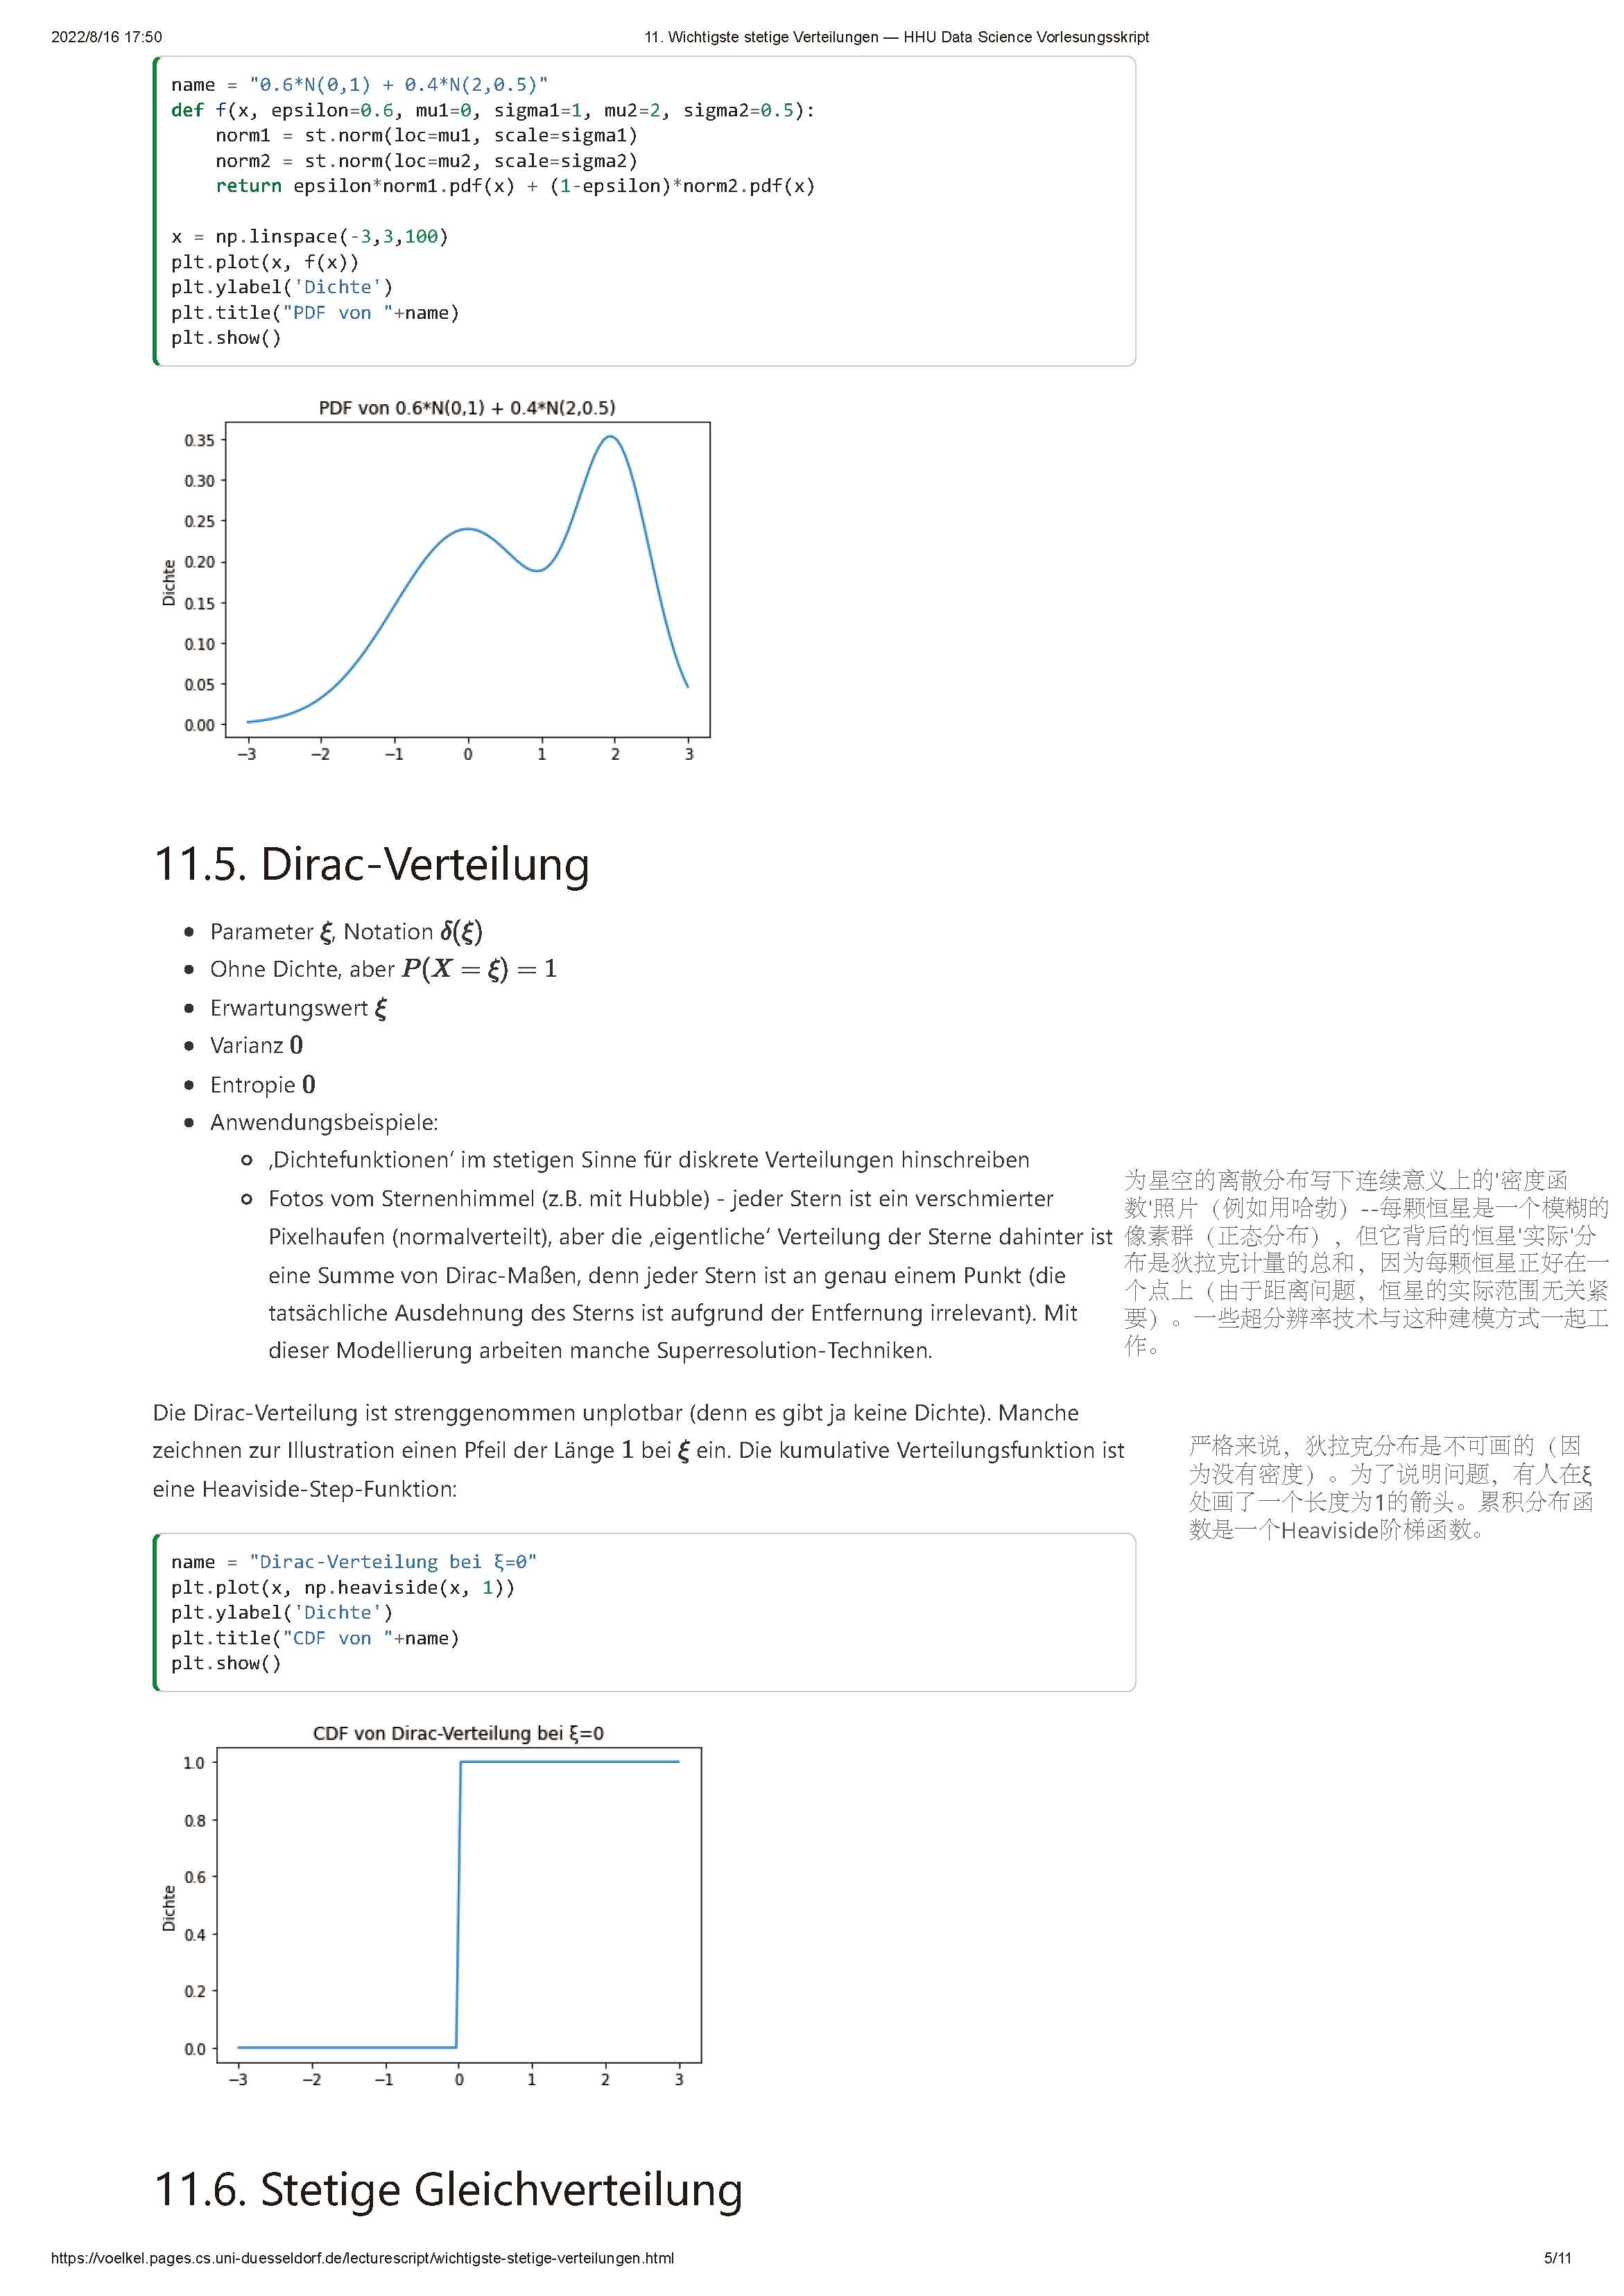 2022/8/16 17:50
11. Wichtigste stetige Verteilungen — HHU Data Science Vorlesungsskript
name = "0.6*N(0,1) + 0.4*N(2,0.5)"
def f(x, epsilon=0.6, mu1=0, sigma1=1, mu2=2, sigma2=0.5):
    norm1 = st.norm(loc=mu1, scale=sigma1)
    norm2 = st.norm(loc=mu2, scale=sigma2)
    return epsilon*norm1.pdf(x) + (1-epsilon)*norm2.pdf(x)
x = np.linspace(-3,3,100)
plt.plot(x, f(x))
plt.ylabel('Dichte')
plt.title("PDF von "+name)
plt.show()
PDF von 0.6*N(0,1) + 0.4*N(2,0.5)
0.35
0.30
0.25
0.20
0.15
0.10
0.05
0.00
Dichte
−3 −2 −1 0 1 2 3
11.5. Dirac-Verteilung
• Parameter ξ, Notation δ(ξ)
• Ohne Dichte, aber P(X = ξ) = 1
• Erwartungswert ξ
• Varianz 0
• Entropie 0
• Anwendungsbeispiele:
‚Dichtefunktionen‘ im stetigen Sinne für diskrete Verteilungen hinschreiben
Fotos vom Sternenhimmel (z.B. mit Hubble) - jeder Stern ist ein verschmierter
Pixelhaufen (normalverteilt), aber die ‚eigentliche‘ Verteilung der Sterne dahinter ist
eine Summe von Dirac-Maßen, denn jeder Stern ist an genau einem Punkt (die
tatsächliche Ausdehnung des Sterns ist aufgrund der Entfernung irrelevant). Mit
dieser Modellierung arbeiten manche Superresolution-Techniken.
为星空的离散分布写下连续意义上的'密度函
数'照片（例如用哈勃）--每颗恒星是一个模糊的
像素群（正态分布），但它背后的恒星'实际'分
布是狄拉克计量的总和，因为每颗恒星正好在一
个点上（由于距离问题，恒星的实际范围无关紧
要）。一些超分辨率技术与这种建模方式一起工
作。
Die Dirac-Verteilung ist strenggenommen unplotbar (denn es gibt ja keine Dichte). Manche
zeichnen zur Illustration einen Pfeil der Länge 1 bei ξ ein. Die kumulative Verteilungsfunktion ist
eine Heaviside-Step-Funktion:
严格来说，狄拉克分布是不可画的（因
为没有密度）。为了说明问题，有人在ξ
处画了一个长度为1的箭头。累积分布函
数是一个Heaviside阶梯函数。
name = "Dirac-Verteilung bei ξ=0"
plt.plot(x, np.heaviside(x, 1))
plt.ylabel('Dichte')
plt.title("CDF von "+name)
plt.show()
CDF von Dirac-Verteilung bei ξ=0
1.0
0.8
0.6
0.4
0.2
0.0
Dichte
−3 −2 −1 0 1 2 3
11.6. Stetige Gleichverteilung
https://voelkel.pages.cs.uni-duesseldorf.de/lecturescript/wichtigste-stetige-verteilungen.html
5/11